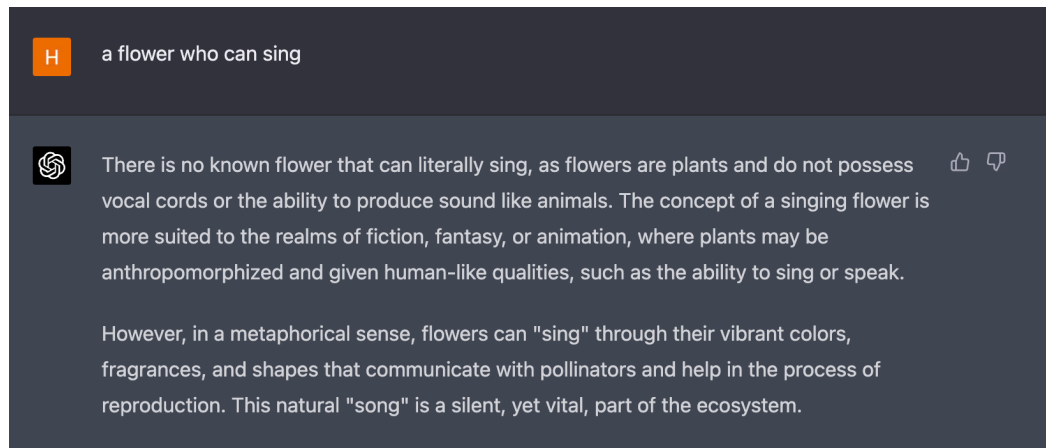 H
a flower who can sing
There is no known flower that can literally sing, as flowers are plants and do not possess
vocal cords or the ability to produce sound like animals. The concept of a singing flower is
more suited to the realms of fiction, fantasy, or animation, where plants may be
anthropomorphized and given human-like qualities, such as the ability to sing or speak.
However, in a metaphorical sense, flowers can "sing" through their vibrant colors,
fragrances, and shapes that communicate with pollinators and help in the process of
reproduction. This natural "song" is a silent, yet vital, part of the ecosystem.